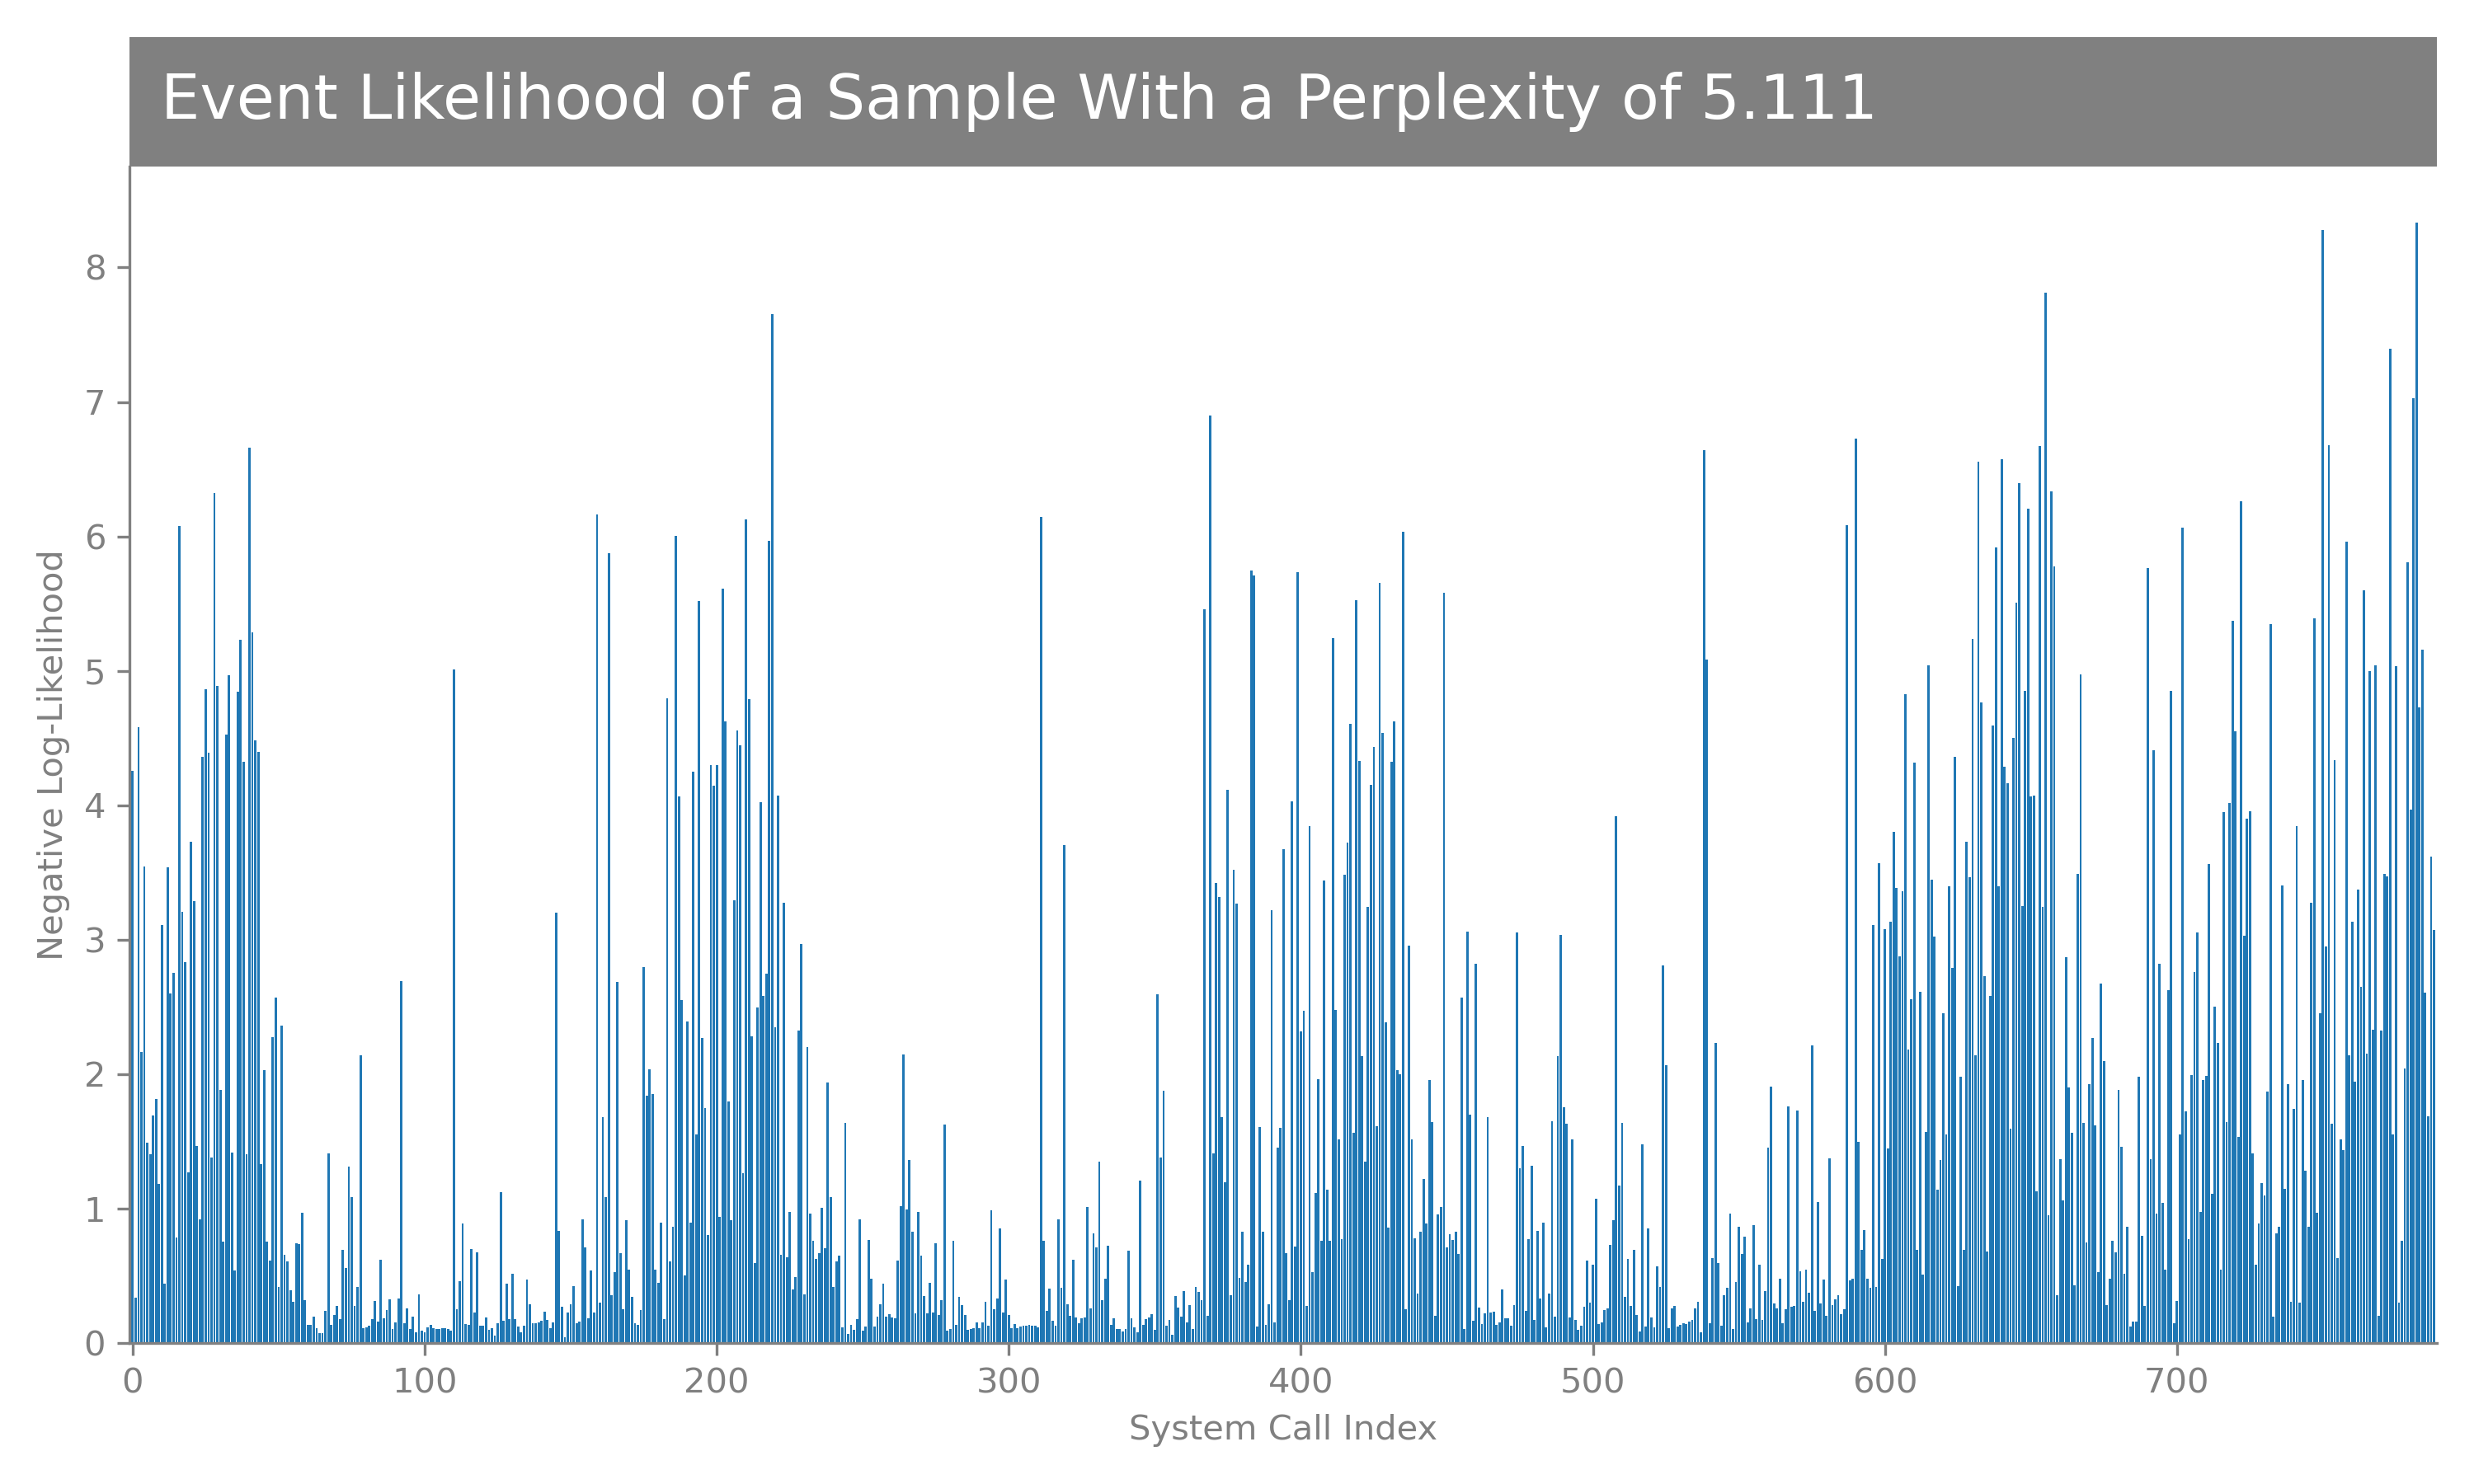 Event Likelihood of a Sample With a Perplexity of 5.111
Negative Log-Likelihood
8
7
6
5
4
3
2
1
0
0 100 200 300 400 500 600 700
System Call Index